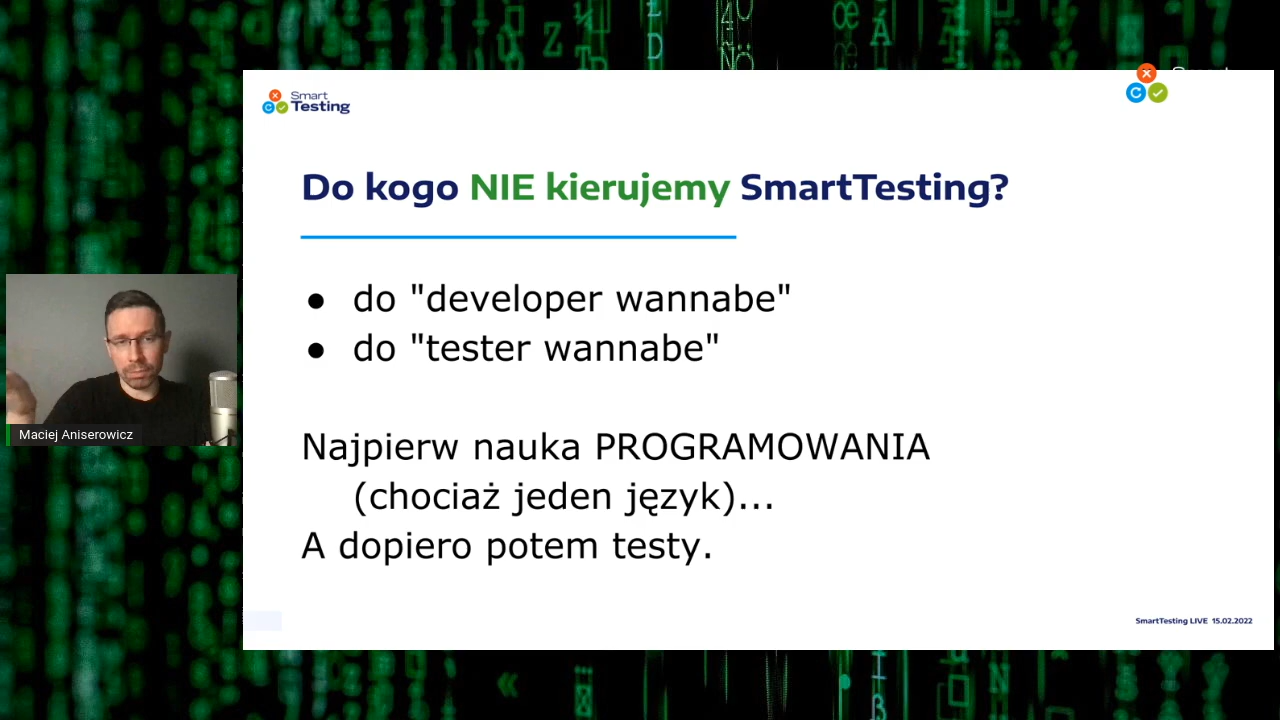 Smart
Testing
Do kogo NIE kierujemy SmartTesting?
● do "developer wannabe"
● do "tester wannabe"
Najpierw nauka PROGRAMOWANIA
(chociaż jeden język)...
A dopiero potem testy.
Maciej Aniserowicz
SmartTesting LIVE 15.02.2022